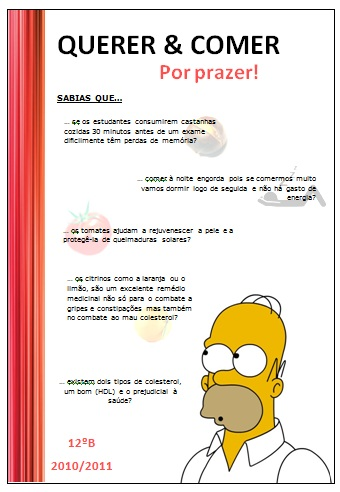 QUERER & COMER
Por prazer!
SABIAS QUE...
... se os estudantes consumirem castanhas
cozidas 30 minutos antes de um exame
dificilmente têm perdas de memória?
... comer à noite engorda pois se comermos muito
vamos dormir logo de seguida e não há gasto de
energia?
... os tomates ajudam a rejuvenescer a pele e a
protegê-la de queimaduras solares?
... os citrinos como a laranja ou o
limão, são um excelente remédio
medicinal não só para o combate a
gripes e constipações mas também
no combate ao mau colesterol?
... existem dois tipos de colesterol,
um bom (HDL) e o prejudicial à
saúde?
12ºB
2010/2011